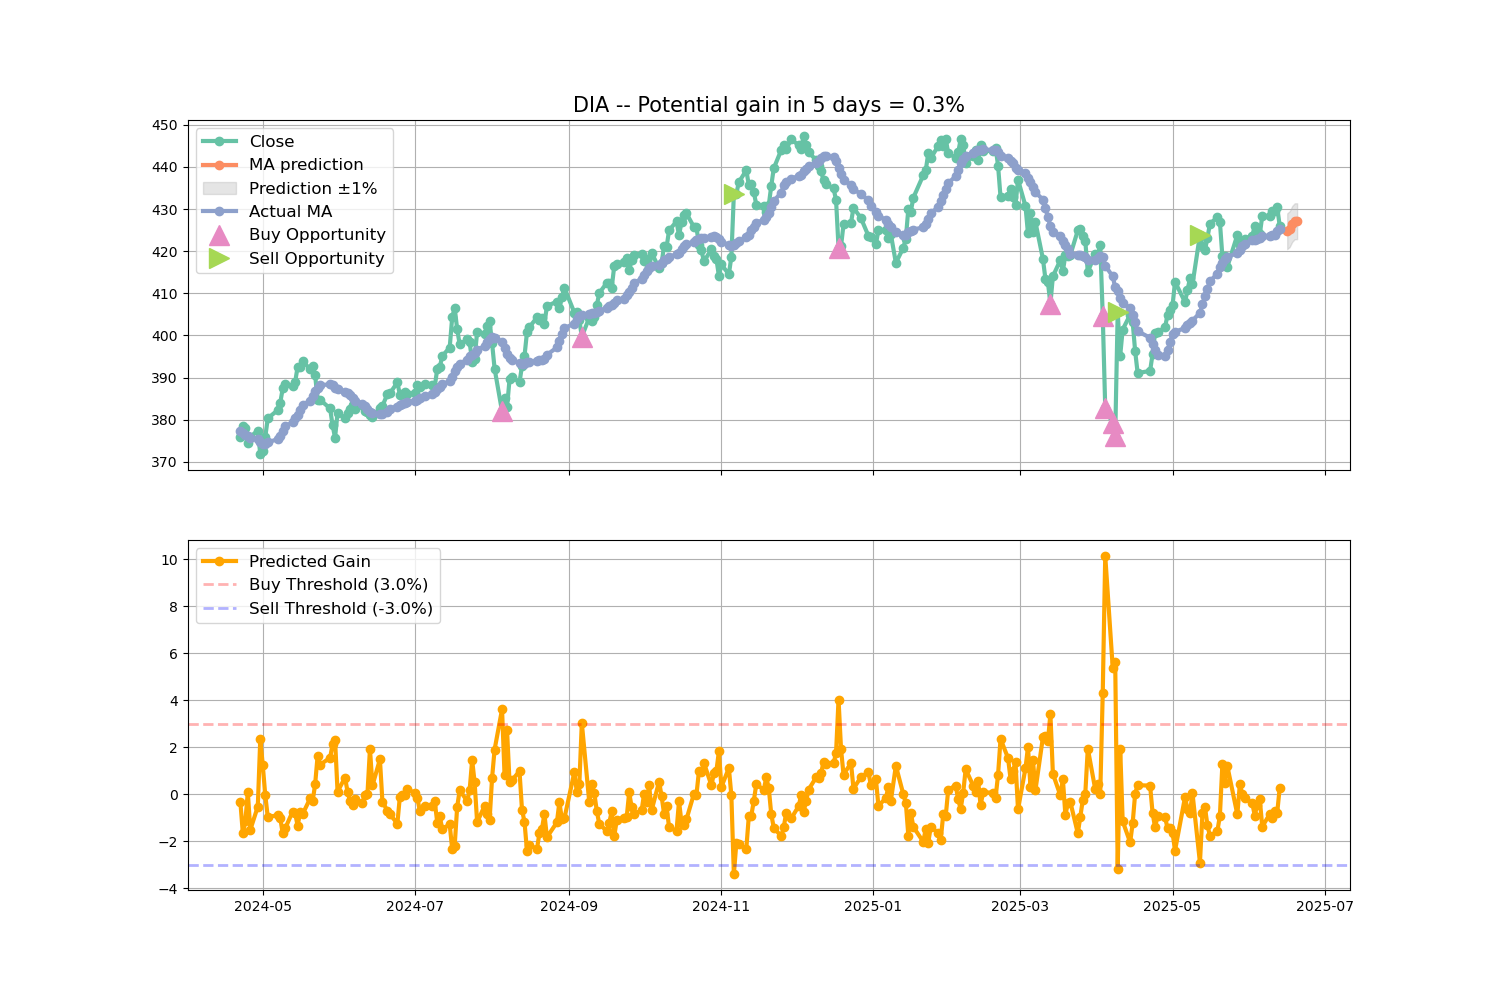 DIA -- Potential gain in 5 days = 0.3%
450
440
430
420
410
400
390
380
370
Close
MA prediction
Prediction ±1%
Actual MA
Buy Opportunity
Sell Opportunity
10
8
6
4
2
0
−2
−4
Predicted Gain
Buy Threshold (3.0%)
Sell Threshold (-3.0%)
2024-05
2024-07
2024-09
2024-11
2025-01
2025-03
2025-05
2025-07